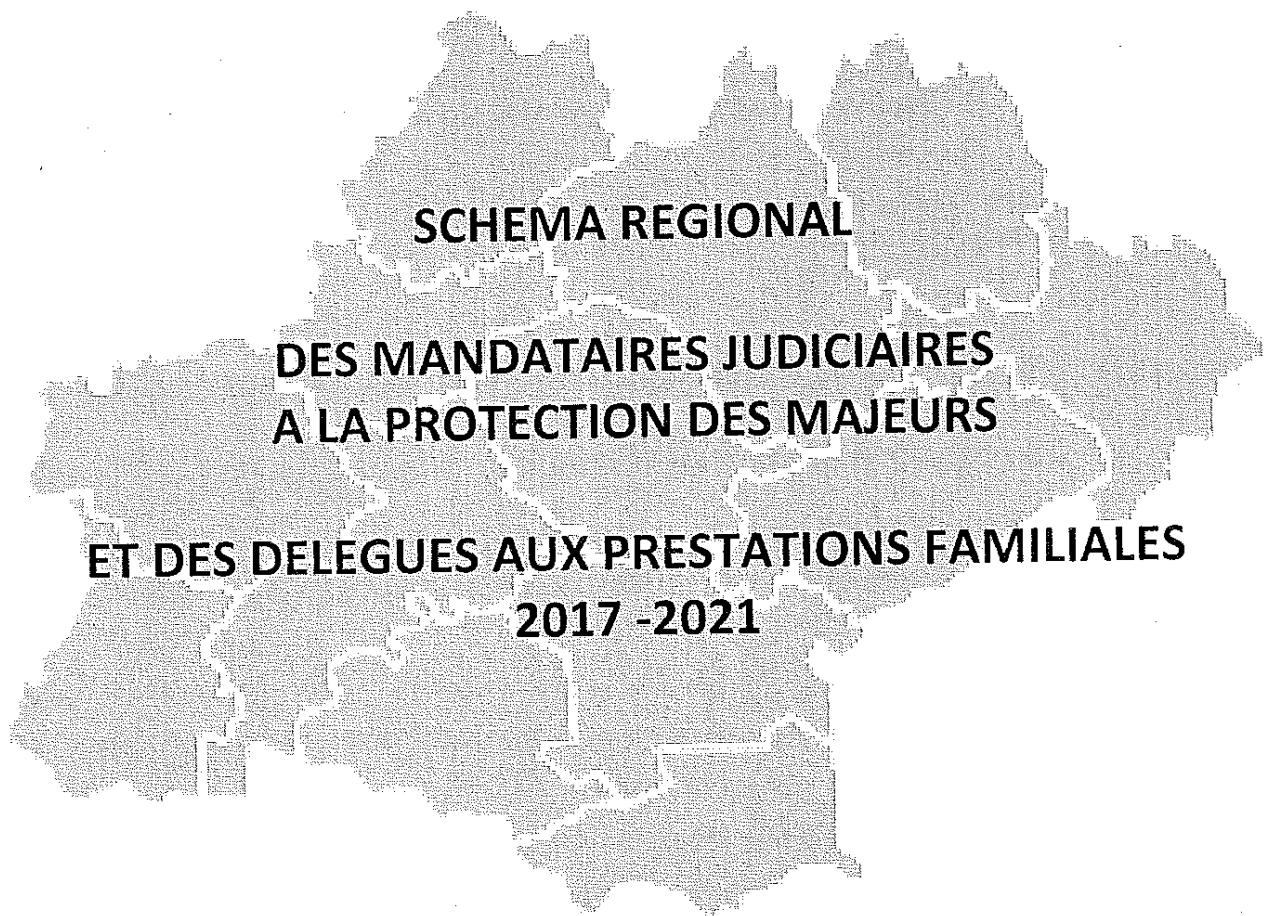 SCHEMA REGIONAL
DES MANDATAIRES JUDICIAIRES
A LA PROTECTION DES MAJEURS
ET DES DELEGUES AUX PRESTATIONS FAMILIALES
2017 -2021